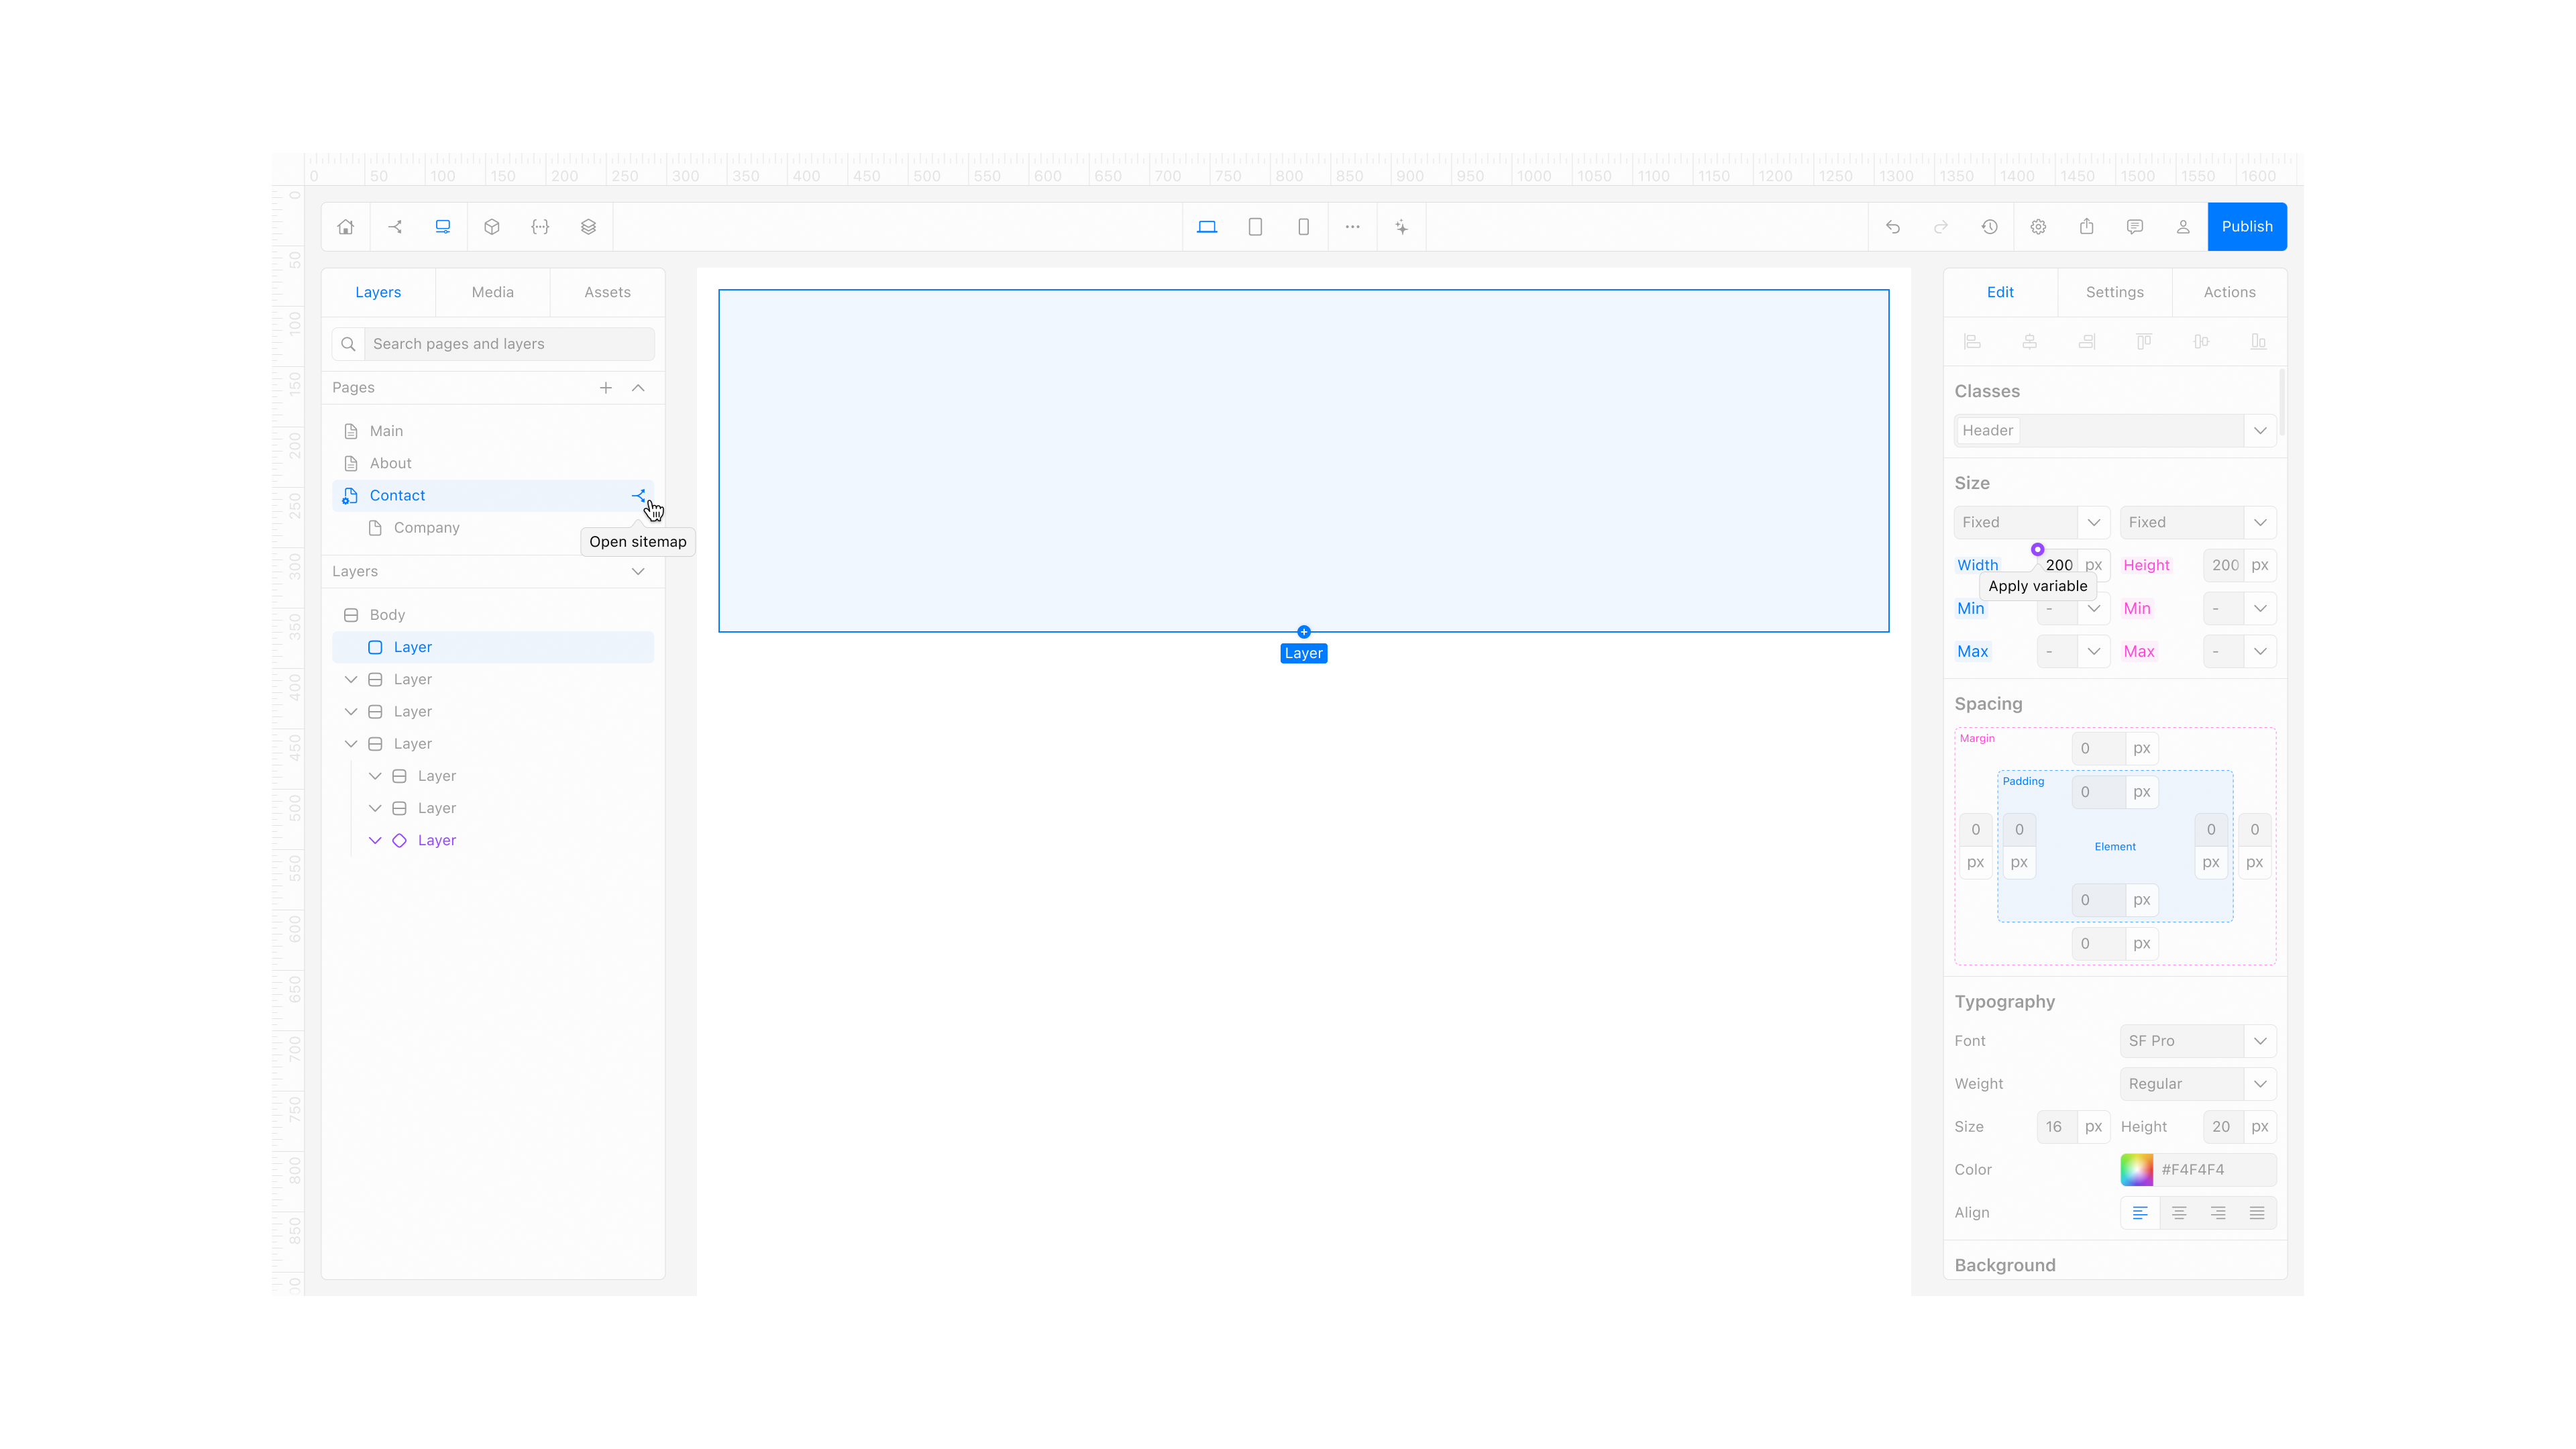 0 50 100 150 200 250 300 350 400 450 500 550 600 650 700 750 800 850 900 950 1000 1050 1100 1150 1200 1250 1300 1350 1400 1450 1500 1550 1600
0
50
100
150
200
250
300
350
400
450
500
550
600
650
700
750
800
850
Publish
Layers Media Assets
Search pages and layers
Pages
Main
About
Contact
Company
Open sitemap
Layers
Body
Layer
Layer
Layer
Layer
Layer
Layer
Layer
Layer
Edit Settings Actions
Classes
Header
Size
Fixed Fixed
Width 200 px Height 200 px
Apply variable
Min - Min -
Max - Max -
Spacing
Margin
0 px
Padding
0 px
0 0 0 0
Element
px px px px
0 px
0 px
Typography
Font SF Pro
Weight Regular
Size 16 px Height 20 px
Color #F4F4F4
Align
Background